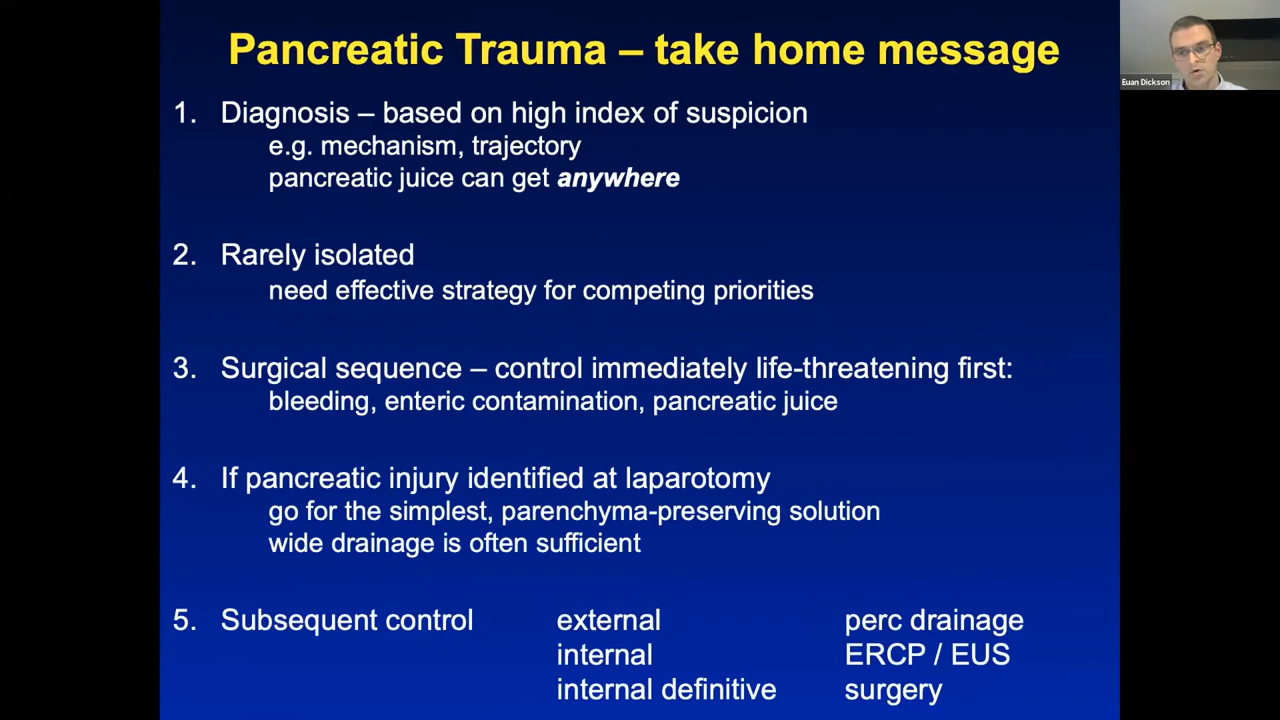 Pancreatic Trauma – take home message
Euan Dickson
1. Diagnosis – based on high index of suspicion
e.g. mechanism, trajectory
pancreatic juice can get anywhere
2. Rarely isolated
need effective strategy for competing priorities
3. Surgical sequence – control immediately life-threatening first:
bleeding, enteric contamination, pancreatic juice
4. If pancreatic injury identified at laparotomy
go for the simplest, parenchyma-preserving solution
wide drainage is often sufficient
5. Subsequent control external perc drainage
internal ERCP / EUS
internal definitive surgery